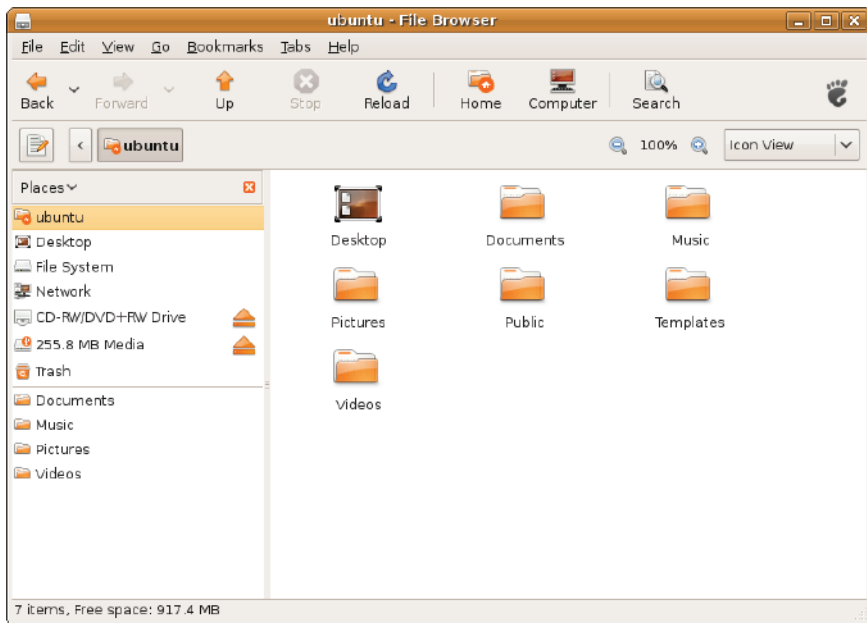 ubuntu - File Browser
File Edit View Go Bookmarks Tabs Help
Back Forward Up Stop Reload Home Computer Search
ubuntu 100% Icon View
Places
ubuntu
Desktop
File System
Network
CD-RW/DVD+RW Drive
255.8 MB Media
Trash
Documents
Music
Pictures
Videos
Desktop Documents Music
Pictures Public Templates
Videos
7 items, Free space: 917.4 MB